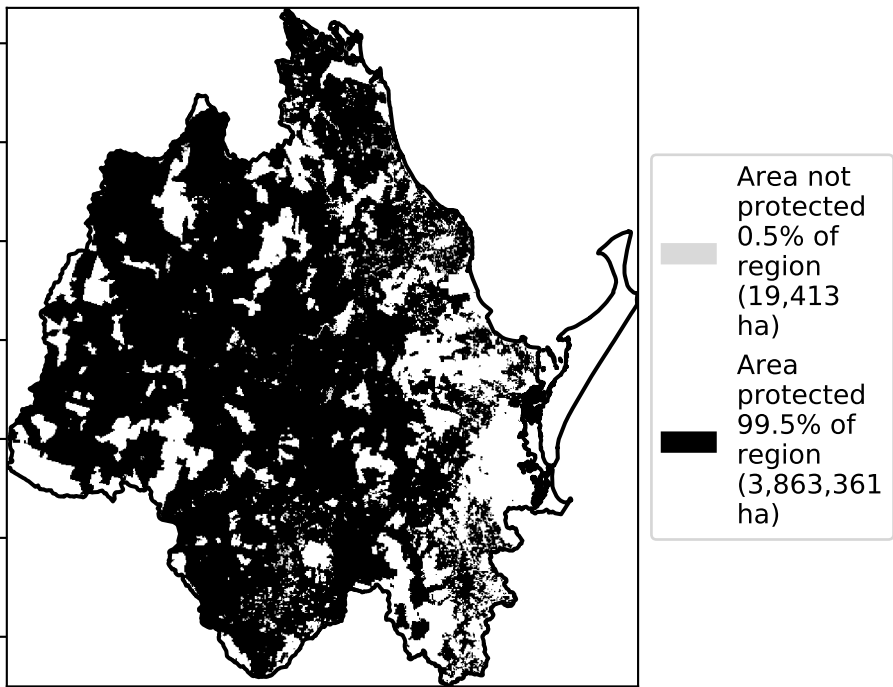 Area not
protected
0.5% of
region
(19,413
ha)
Area
protected
99.5% of
region
(3,863,361
ha)